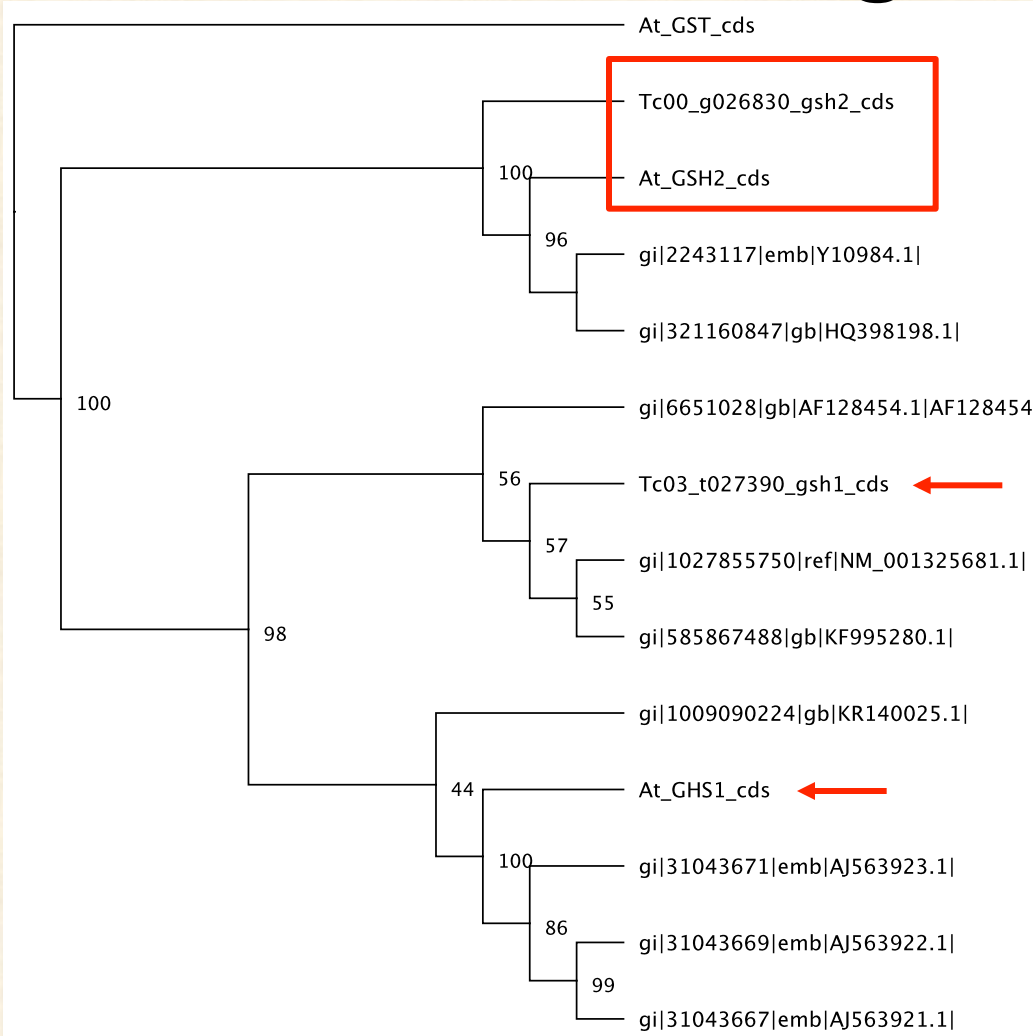 At_GST_cds
Tc00_g026830_gsh2_cds
100
At_GSH2_cds
96
gi|2243117|emb|Y10984.1|
gi|321160847|gb|HQ398198.1|
100
gi|6651028|gb|AF128454.1|AF128454
56
Tc03_t027390_gsh1_cds
57
gi|1027855750|ref|NM_001325681.1|
55
gi|585867488|gb|KF995280.1|
98
gi|1009090224|gb|KR140025.1|
44
At_GHS1_cds
100
gi|31043671|emb|AJ563923.1|
86
gi|31043669|emb|AJ563922.1|
99
gi|31043667|emb|AJ563921.1|